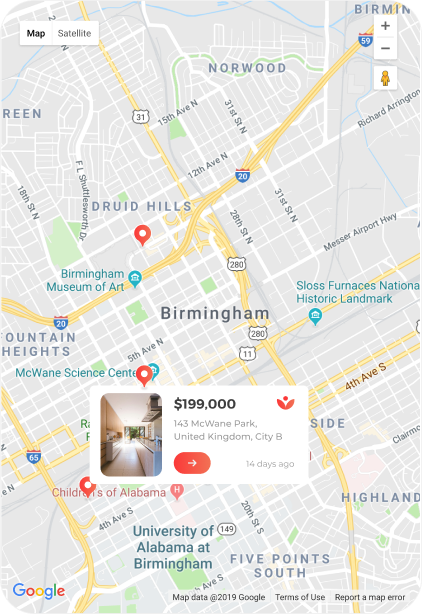 BIRMIN
Map
Satellite
59
NORWOOD
Richard Arrington
REEN
31
15th Ave N
31st St N
12th Ave N
20
F L Shuttlesworth Dr
18th St N
31st St N
DRUID HILLS
28th St N
Messer Airport Hwy
280
Birmingham
Museum of Art
Sloss Furnaces Nationa
Historic Landmark
Birmingham
20
280
OUNTAIN
HEIGHTS
5th Ave N
11
McWane Science Cente
4th Ave S
$199,000
143 McWane Park,
United Kingdom, City B
14 days ago
SIDE
Clairmo
65
Children's of Alabama
H
HIGHLAND
4th Ave S
20th St S
University of
Alabama at
Birmingham
149
FIVE POINTS
SOUTH
Google
Map data @2019 Google
Terms of Use
Report a map error